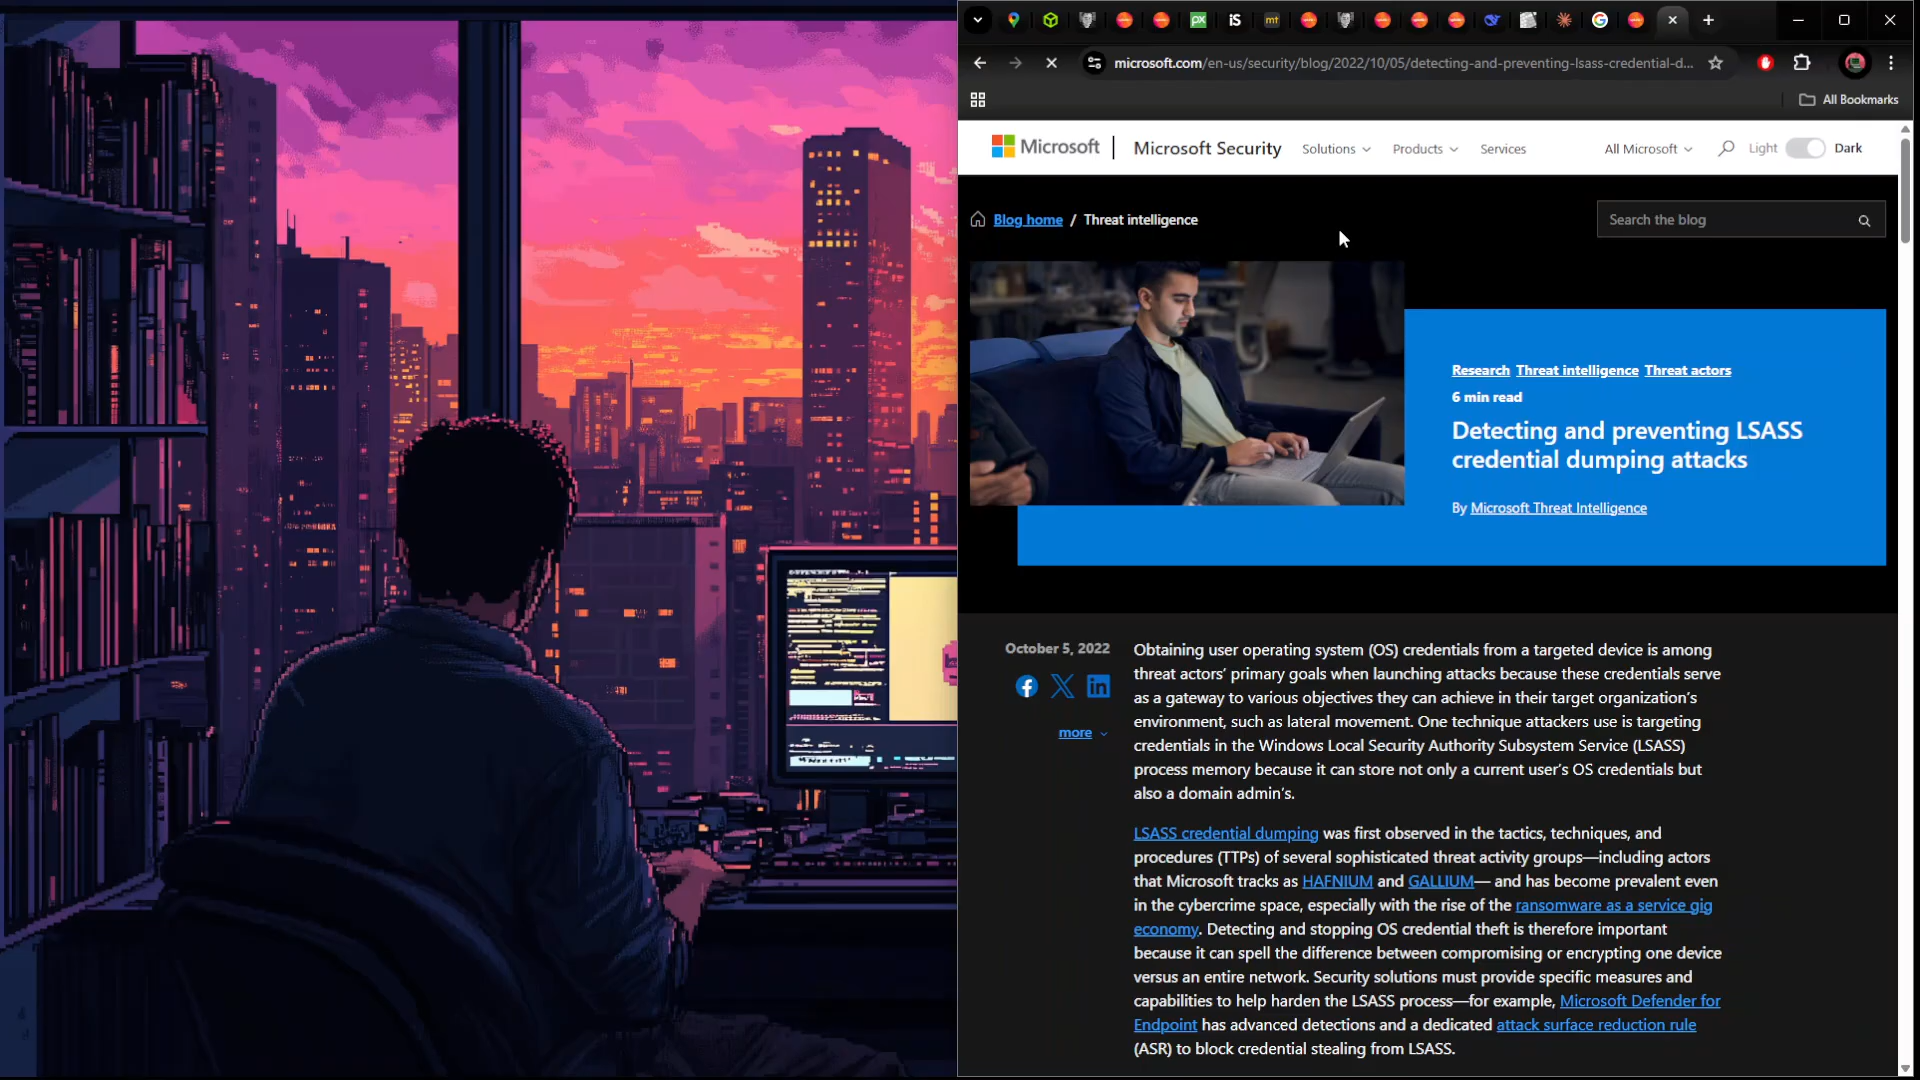 iS
mt
microsoft.com/en-us/security/blog/2022/10/05/detecting-and-preventing-lsass-credential-d...
All Bookmarks
Microsoft
Microsoft Security
Solutions
Products
Services
All Microsoft
Light
Dark
Blog home / Threat intelligence
Search the blog
Research Threat intelligence Threat actors
6 min read
Detecting and preventing LSASS
credential dumping attacks
By Microsoft Threat Intelligence
October 5, 2022
more
Obtaining user operating system (OS) credentials from a targeted device is among
threat actors’ primary goals when launching attacks because these credentials serve
as a gateway to various objectives they can achieve in their target organization’s
environment, such as lateral movement. One technique attackers use is targeting
credentials in the Windows Local Security Authority Subsystem Service (LSASS)
process memory because it can store not only a current user’s OS credentials but
also a domain admin’s.
LSASS credential dumping was first observed in the tactics, techniques, and
procedures (TTPs) of several sophisticated threat activity groups—including actors
that Microsoft tracks as HAFNIUM and GALLIUM— and has become prevalent even
in the cybercrime space, especially with the rise of the ransomware as a service gig
economy. Detecting and stopping OS credential theft is therefore important
because it can spell the difference between compromising or encrypting one device
versus an entire network. Security solutions must provide specific measures and
capabilities to help harden the LSASS process—for example, Microsoft Defender for
Endpoint has advanced detections and a dedicated attack surface reduction rule
(ASR) to block credential stealing from LSASS.